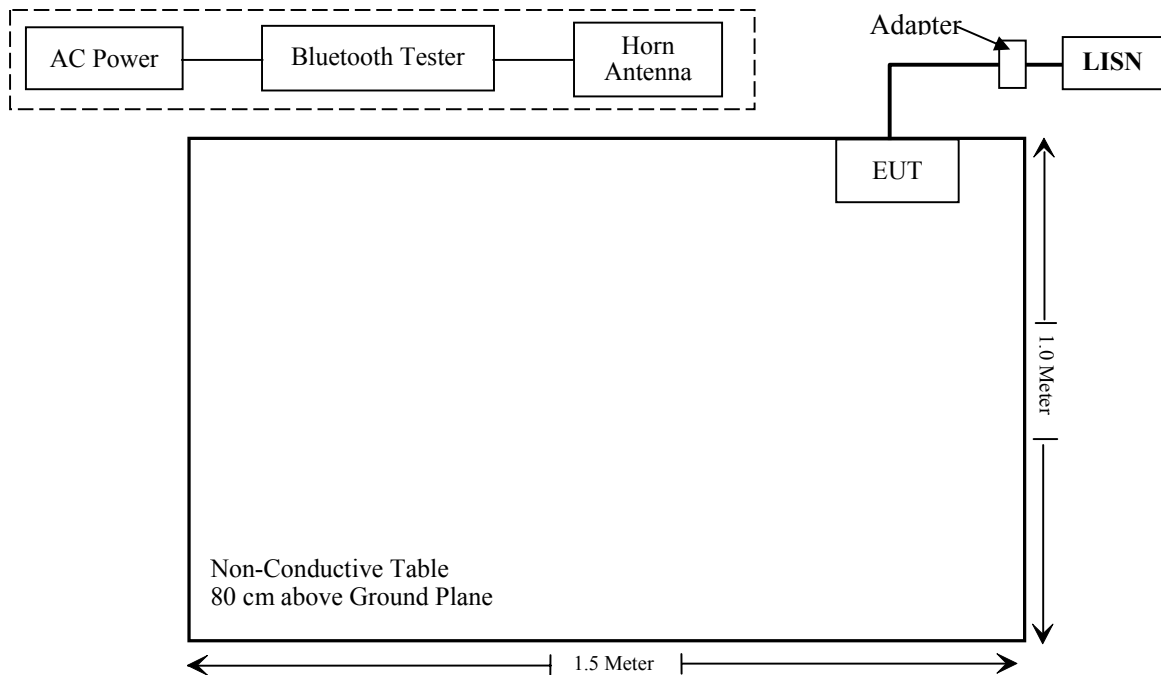 AC Power
Bluetooth Tester
Horn
Antenna
Adapter
LISN
EUT
1.0 Meter
Non-Conductive Table
80 cm above Ground Plane
1.5 Meter